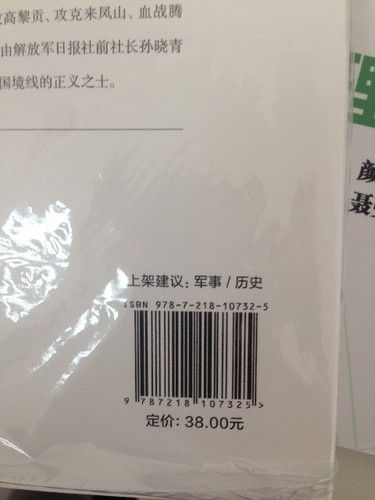 高黎贡、攻克来凤山、血战腾
由解放军日报社前社长孙晓青
国境线的正义之士。
上架建议：军事 / 历史
ISBN 978-7-218-10732-5
9 787218 107325 >
定价：38.00元